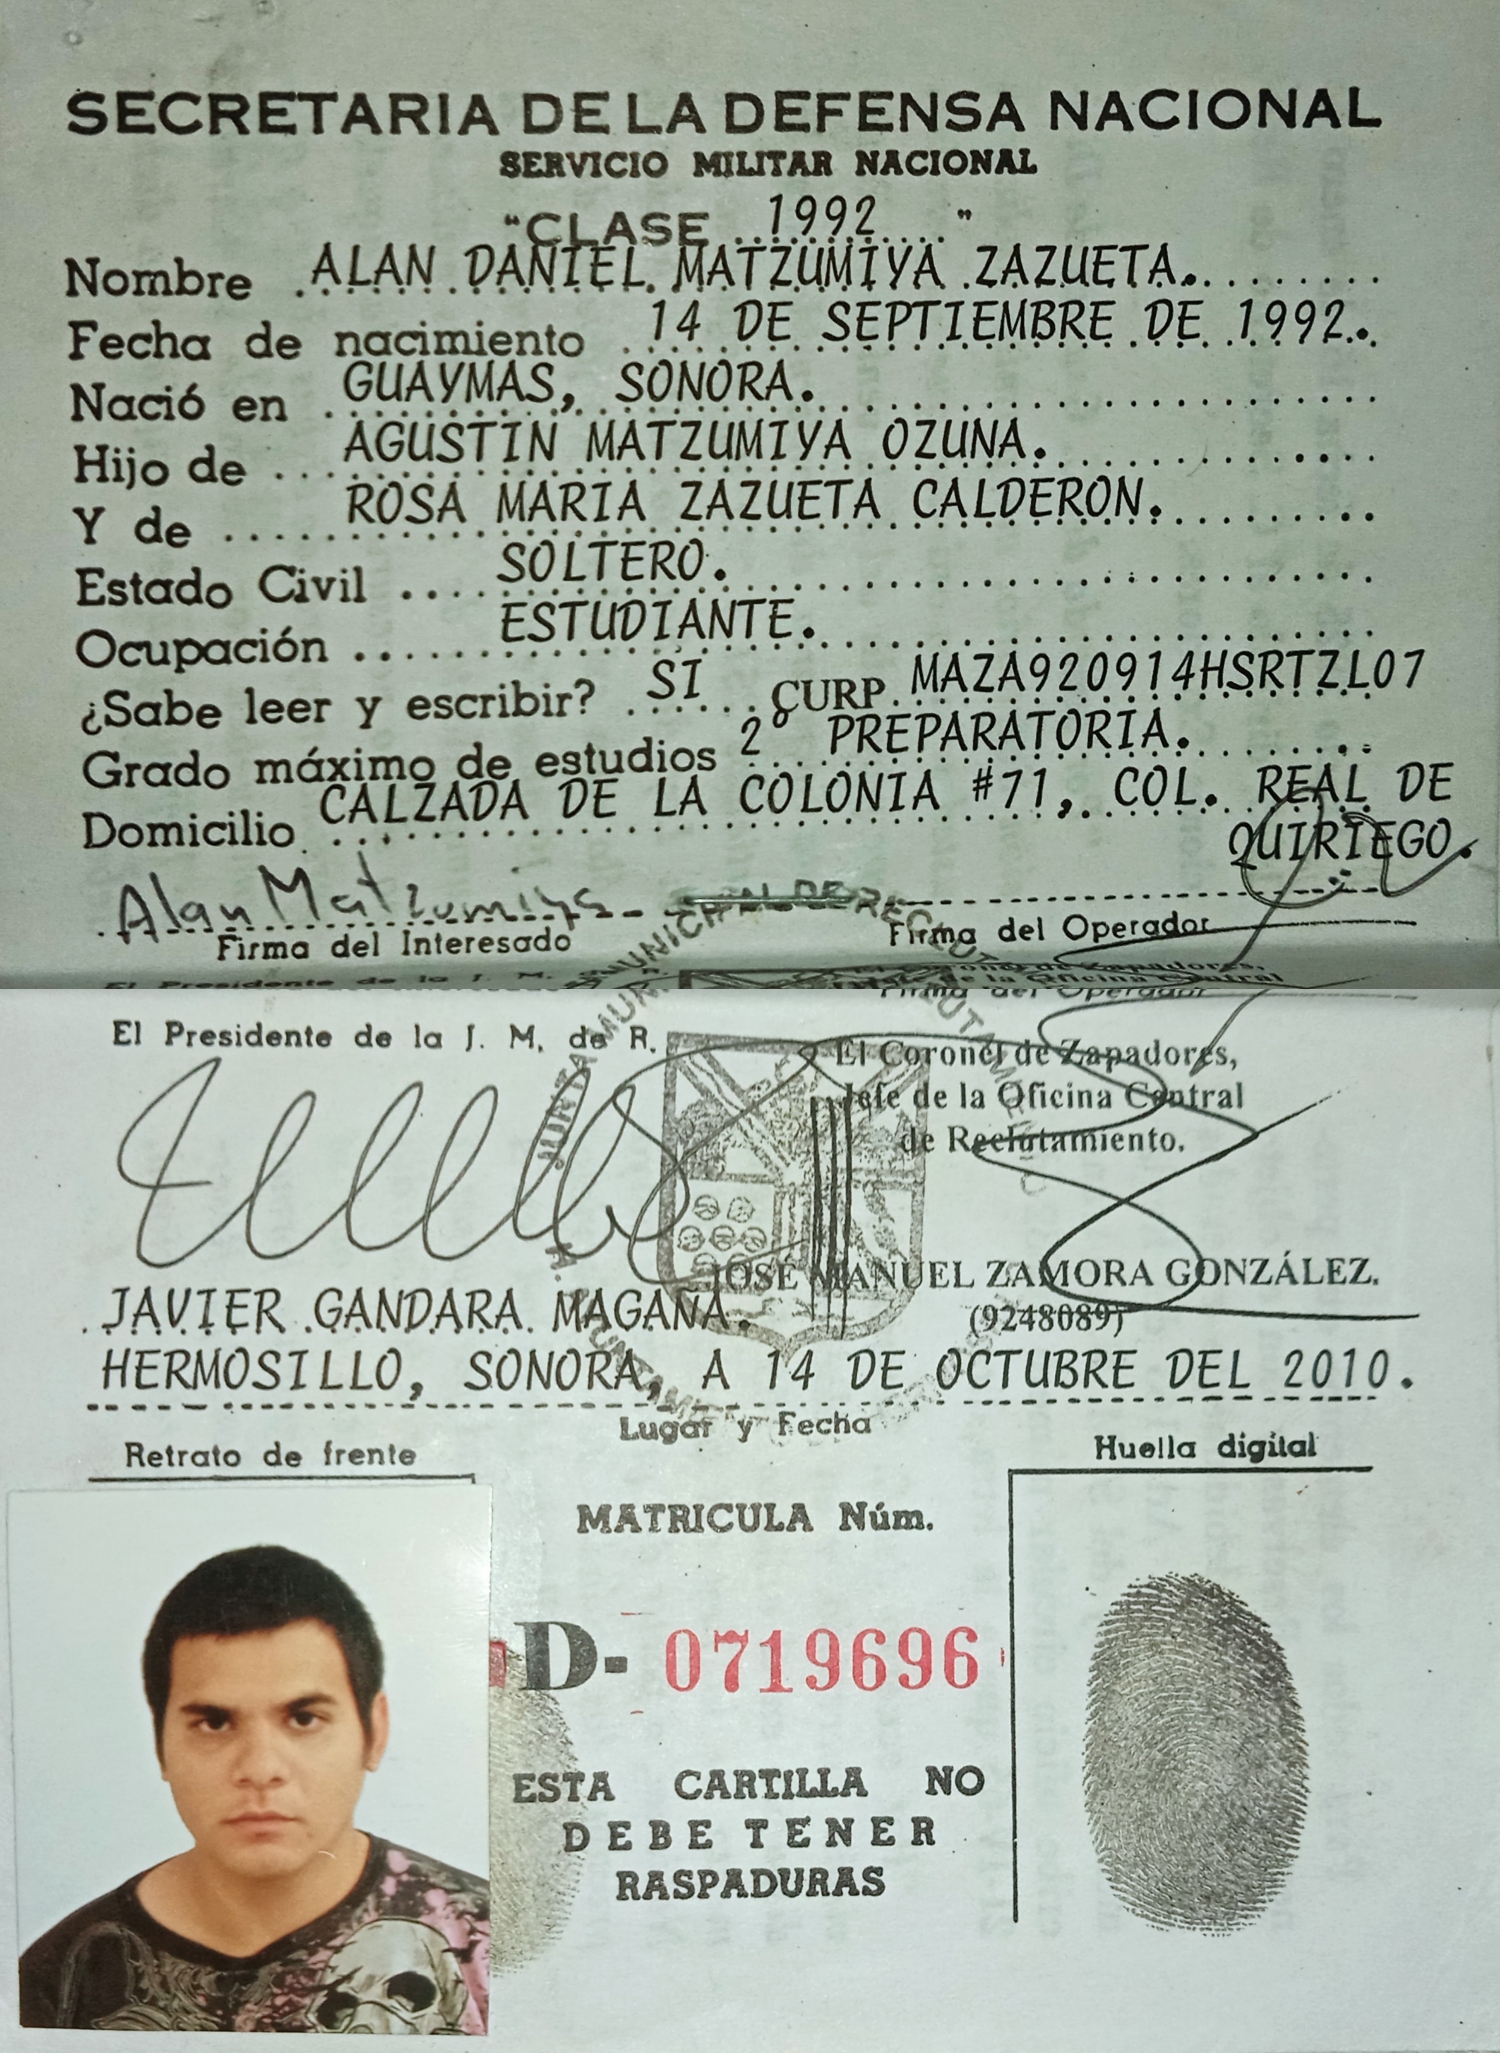 SECRETARIA DE LA DEFENSA NACIONAL
SERVICIO MILITAR NACIONAL
"CLASE 1992"
Nombre ALAN DANIEL MATZUMIYA ZAZUETA.
Fecha de nacimiento 14 DE SEPTIEMBRE DE 1992.
Nació en GUAYMAS, SONORA.
Hijo de AGUSTIN MATZUMIYA OZUNA.
Y de ROSA MARIA ZAZUETA CALDERON.
Estado Civil SOLTERO.
Ocupación ESTUDIANTE.
¿Sabe leer y escribir? SI CURP MAZA920914HSRTZL07
Grado máximo de estudios 2° PREPARATORIA.
Domicilio CALZADA DE LA COLONIA #71, COL. REAL DE
QUIRIEGO.
Alan Matzumiya
Firma del Interesado Firma del Operador
El Presidente de la J. M. de R.
El Coronel de Zapadores,
Jefe de la Oficina Central
de Reclutamiento.
JUNTA MUNICIPAL DE RECLUTAMIENTO
JOSÉ MANUEL ZAMORA GONZÁLEZ.
JAVIER GANDARA MAGAÑA. (9248089)
HERMOSILLO, SONORA, A 14 DE OCTUBRE DEL 2010.
Lugar y Fecha
Retrato de frente Huella digital
MATRICULA Núm.
D- 0719696
ESTA CARTILLA NO
DEBE TENER
RASPADURAS